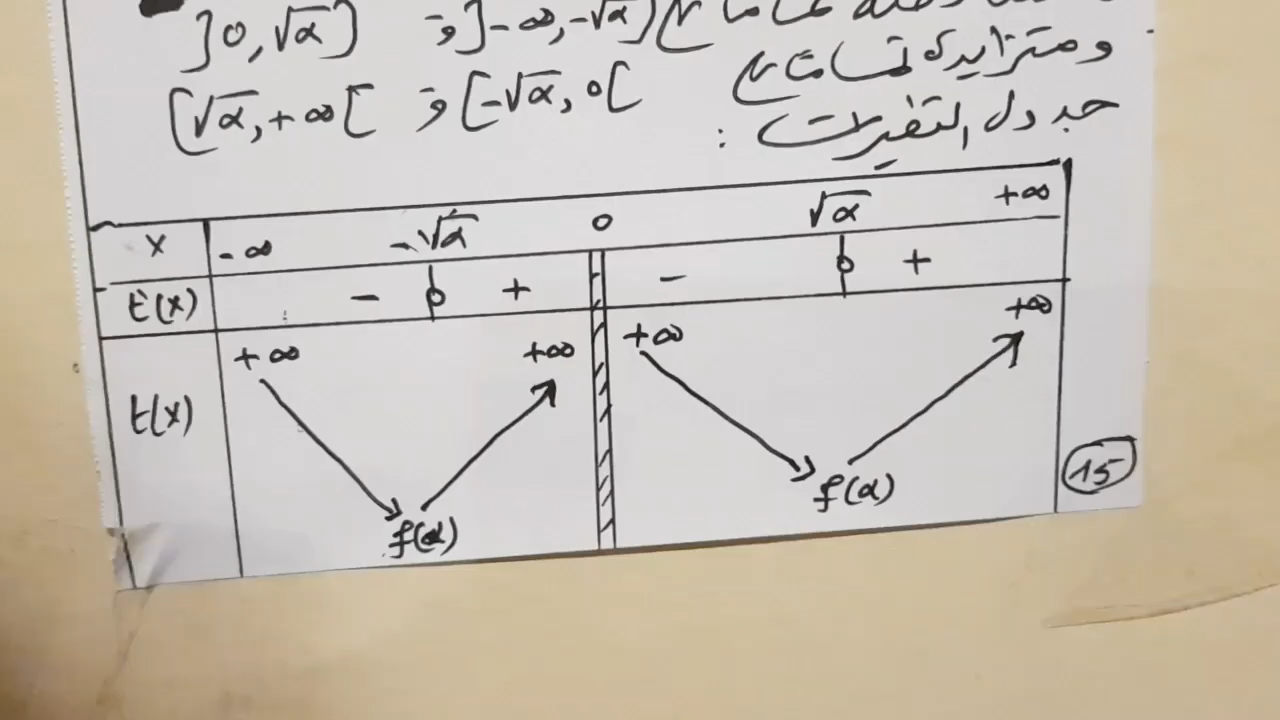 ]-∞, -√α] و ]0, √α]
ومتزايدة تماما على
[-√α, 0[ و [√α, +∞[
جدول التغيرات :
x -∞ -√α 0 √α +∞
t'(x) - 0 + - 0 +
+∞ +∞ +∞ +∞
t(x)
f(α) f(α)
15